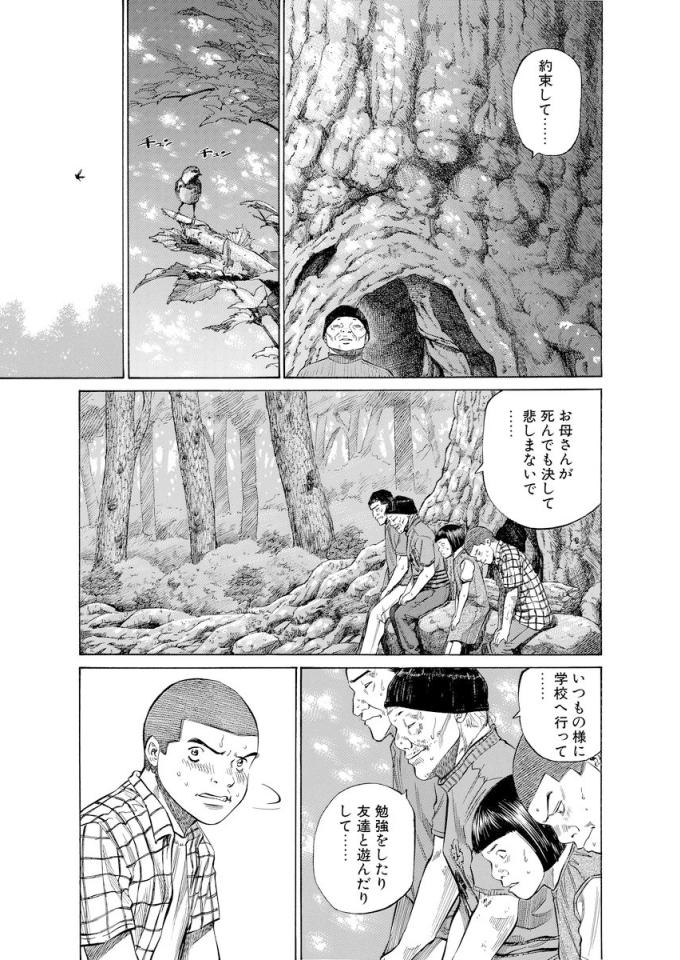 約束して……
チュン
チュン
お母さんが
死んでも決して
悲しまないで
……
いつもの様に
学校へ行って
……
勉強をしたり
友達と遊んだり
して……